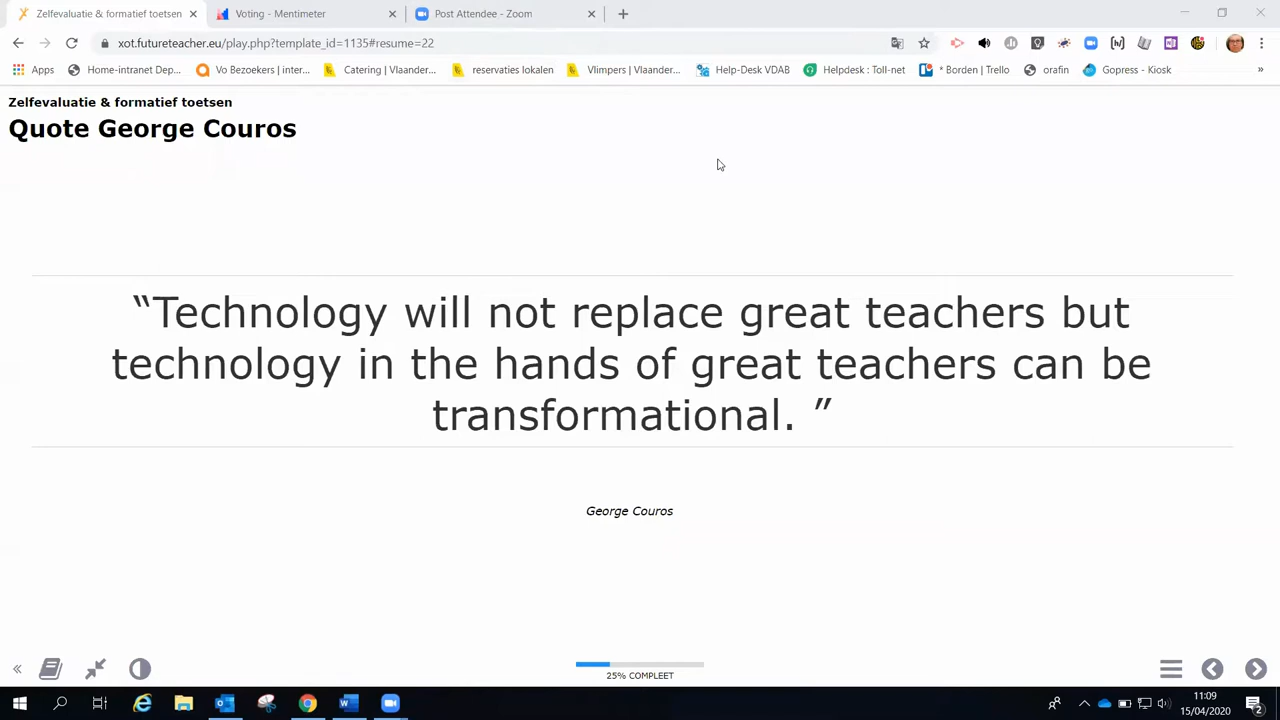 Zelfevaluatie & formatief toetsen
Voting - Mentimeter
Post Attendee - Zoom
xot.futureteacher.eu/play.php?template_id=1135#resume=22
Apps
Home-intranet Dep...
Vo Bezoekers | inter...
Catering | Vlaander...
reservaties lokalen
Vlimpers | Vlaander...
Help-Desk VDAB
Helpdesk : Toll-net
* Borden | Trello
orafin
Gopress - Kiosk
Zelfevaluatie & formatief toetsen
Quote George Couros
“Technology will not replace great teachers but
technology in the hands of great teachers can be
transformational. ”
George Couros
25% COMPLEET
11:09
15/04/2020
2